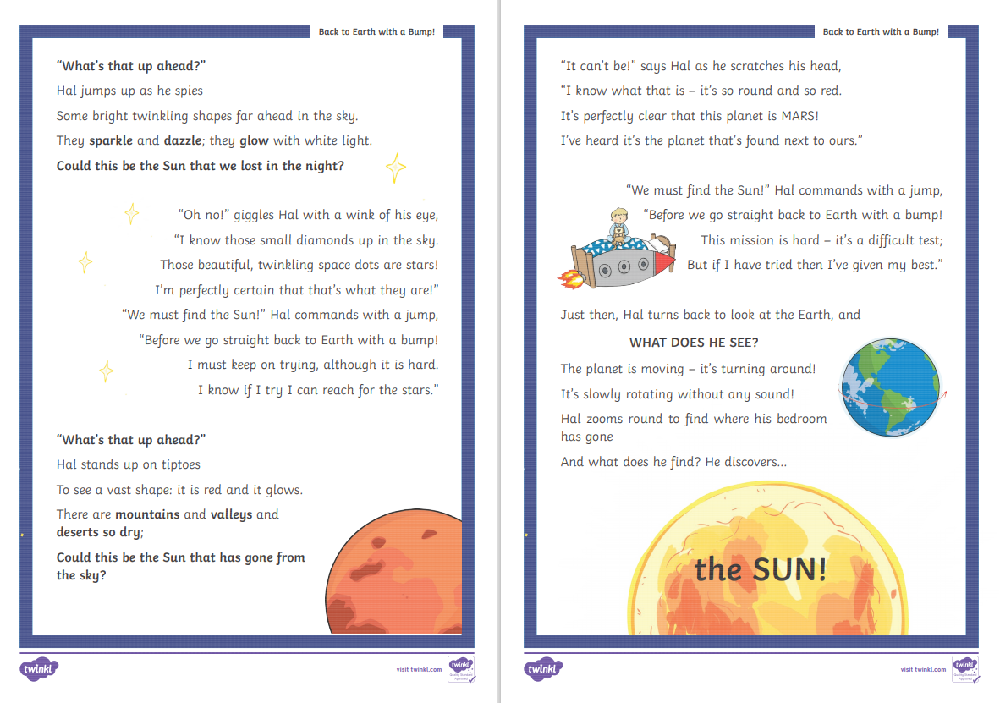 Back to Earth with a Bump!
“What’s that up ahead?”
Hal jumps up as he spies
Some bright twinkling shapes far ahead in the sky.
They sparkle and dazzle; they glow with white light.
Could this be the Sun that we lost in the night?
“Oh no!” giggles Hal with a wink of his eye,
“I know those small diamonds up in the sky.
Those beautiful, twinkling space dots are stars!
I’m perfectly certain that that’s what they are!”
“We must find the Sun!” Hal commands with a jump,
“Before we go straight back to Earth with a bump!
I must keep on trying, although it is hard.
I know if I try I can reach for the stars.”
“What’s that up ahead?”
Hal stands up on tiptoes
To see a vast shape: it is red and it glows.
There are mountains and valleys and
deserts so dry;
Could this be the Sun that has gone from
the sky?
twinkl
visit twinkl.com
twinkl
Quality Standard
Approved
Back to Earth with a Bump!
“It can’t be!” says Hal as he scratches his head,
“I know what that is – it’s so round and so red.
It’s perfectly clear that this planet is MARS!
I’ve heard it’s the planet that’s found next to ours.”
“We must find the Sun!” Hal commands with a jump,
“Before we go straight back to Earth with a bump!
This mission is hard – it’s a difficult test;
But if I have tried then I’ve given my best.”
Just then, Hal turns back to look at the Earth, and
WHAT DOES HE SEE?
The planet is moving – it’s turning around!
It’s slowly rotating without any sound!
Hal zooms round to find where his bedroom
has gone
And what does he find? He discovers...
the SUN!
twinkl
visit twinkl.com
twinkl
Quality Standard
Approved